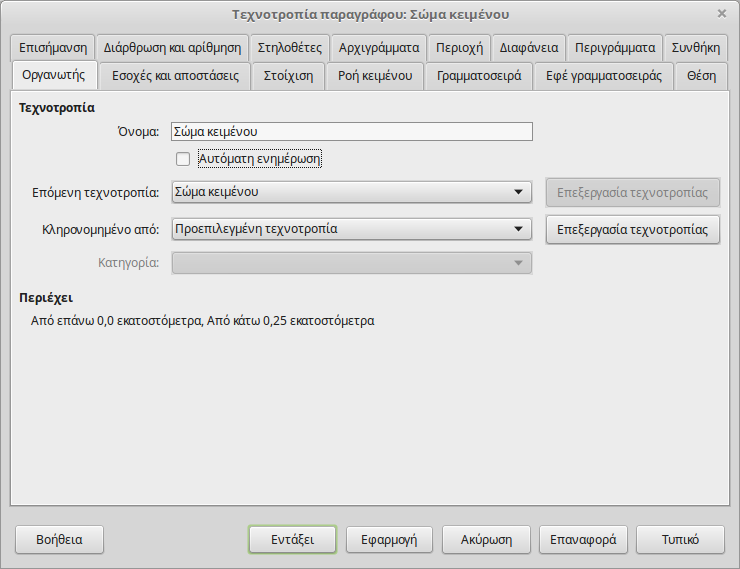 Τεχνοτροπία παραγράφου: Σώμα κειμένου
Επισήμανση Διάρθρωση και αρίθμηση Στηλοθέτες Αρχιγράμματα Περιοχή Διαφάνεια Περιγράμματα Συνθήκη
Οργανωτής Εσοχές και αποστάσεις Στοίχιση Ροή κειμένου Γραμματοσειρά Εφέ γραμματοσειράς Θέση
Τεχνοτροπία
Όνομα: Σώμα κειμένου
Αυτόματη ενημέρωση
Επόμενη τεχνοτροπία: Σώμα κειμένου Επεξεργασία τεχνοτροπίας
Κληρονομημένο από: Προεπιλεγμένη τεχνοτροπία Επεξεργασία τεχνοτροπίας
Κατηγορία:
Περιέχει
Από επάνω 0,0 εκατοστόμετρα, Από κάτω 0,25 εκατοστόμετρα
Βοήθεια Εντάξει Εφαρμογή Ακύρωση Επαναφορά Τυπικό